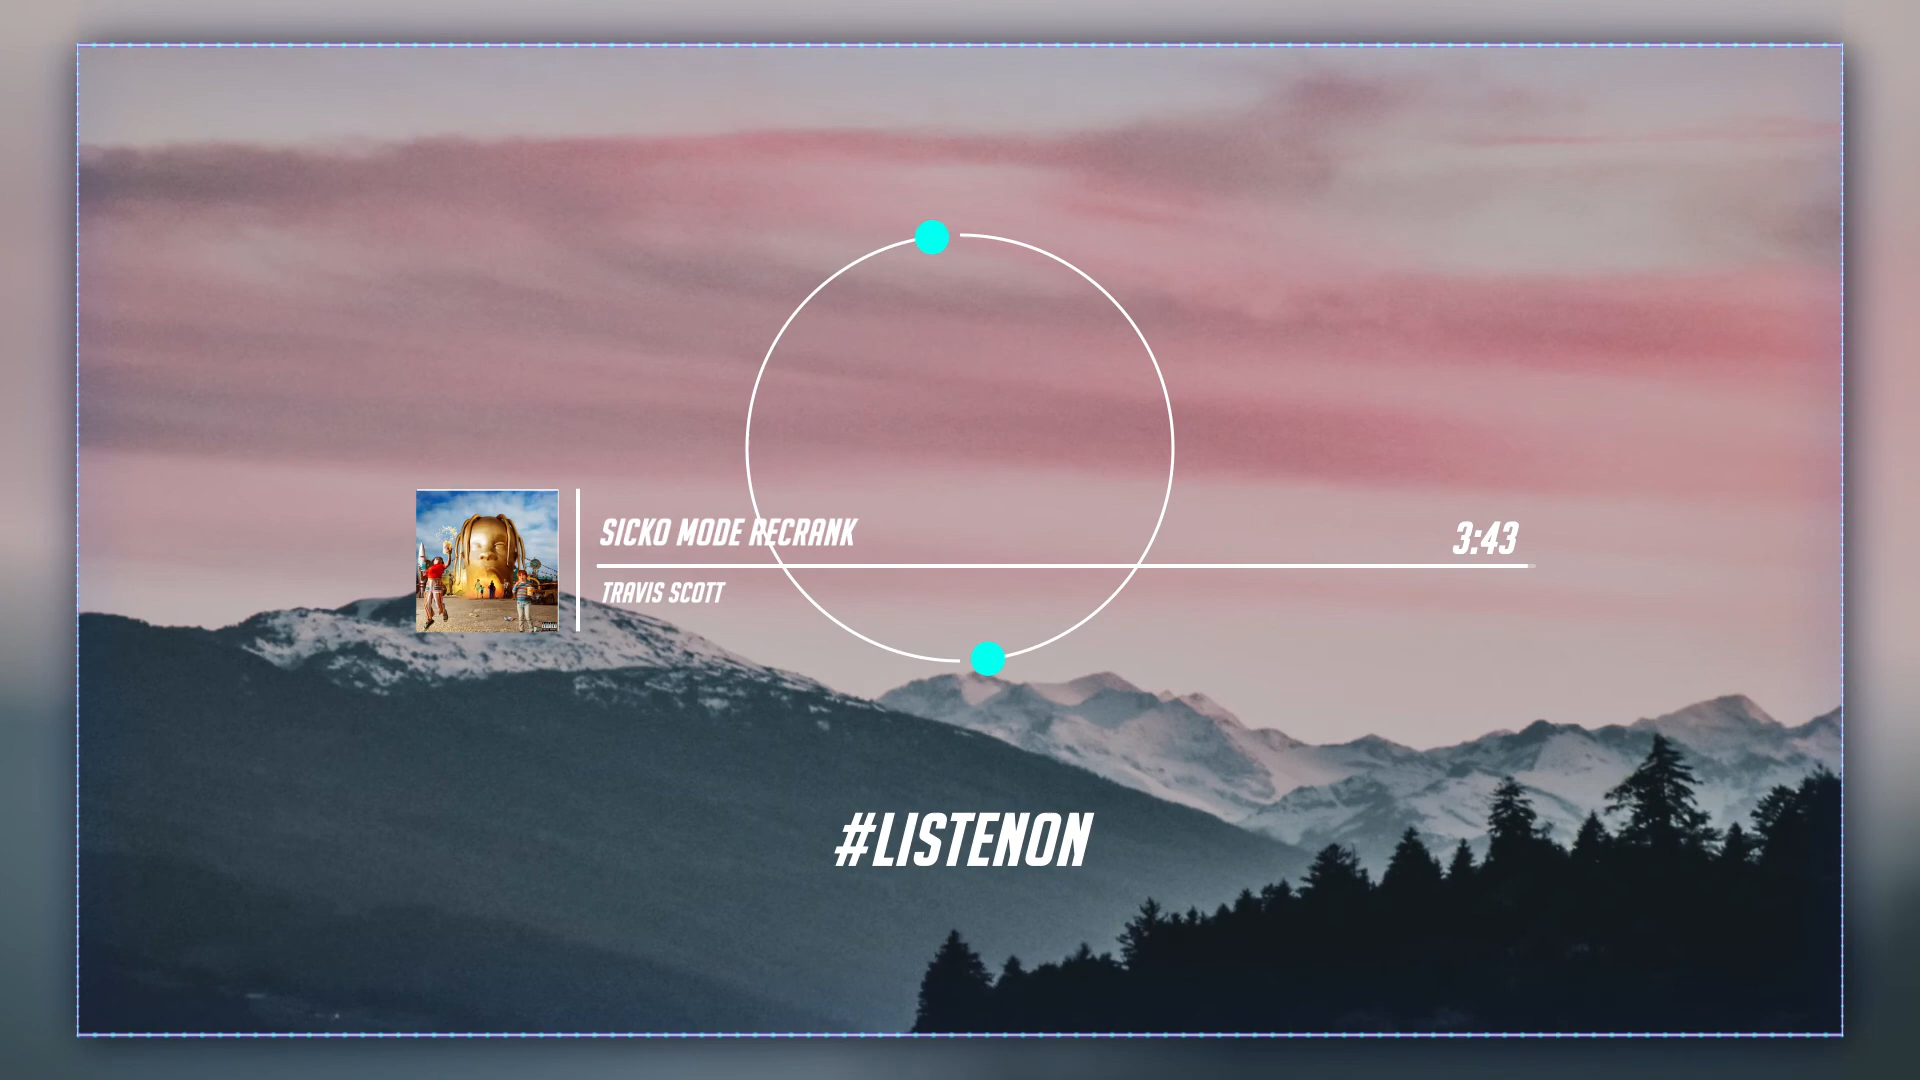 SICKO MODE RECRANK
3:43
TRAVIS SCOTT
#LISTENON